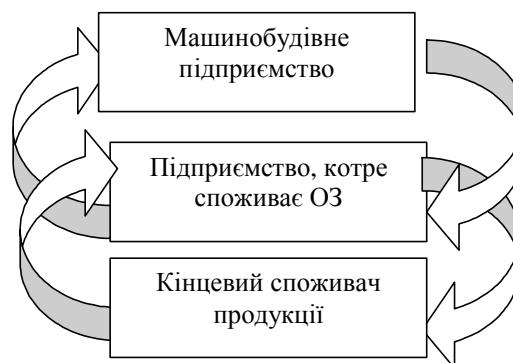 Машинобудівне
підприємство
Підприємство, котре
споживає ОЗ
Кінцевий споживач
продукції